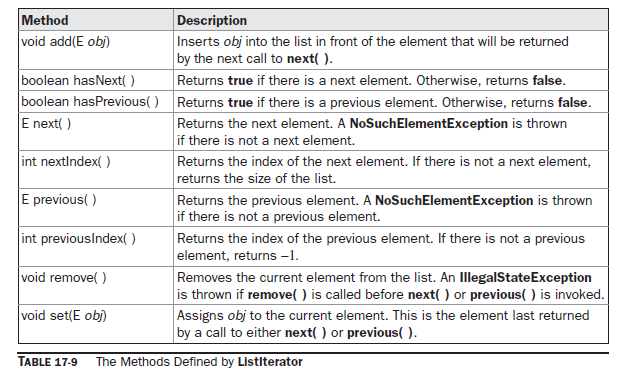 Method Description
void add(E obj) Inserts obj into the list in front of the element that will be returned
by the next call to next( ).
boolean hasNext( ) Returns true if there is a next element. Otherwise, returns false.
boolean hasPrevious( ) Returns true if there is a previous element. Otherwise, returns false.
E next( ) Returns the next element. A NoSuchElementException is thrown
if there is not a next element.
int nextIndex( ) Returns the index of the next element. If there is not a next element,
returns the size of the list.
E previous( ) Returns the previous element. A NoSuchElementException is thrown
if there is not a previous element.
int previousIndex( ) Returns the index of the previous element. If there is not a previous
element, returns –1.
void remove( ) Removes the current element from the list. An IllegalStateException
is thrown if remove( ) is called before next( ) or previous( ) is invoked.
void set(E obj) Assigns obj to the current element. This is the element last returned
by a call to either next( ) or previous( ).
TABLE 17-9 The Methods Defined by ListIterator